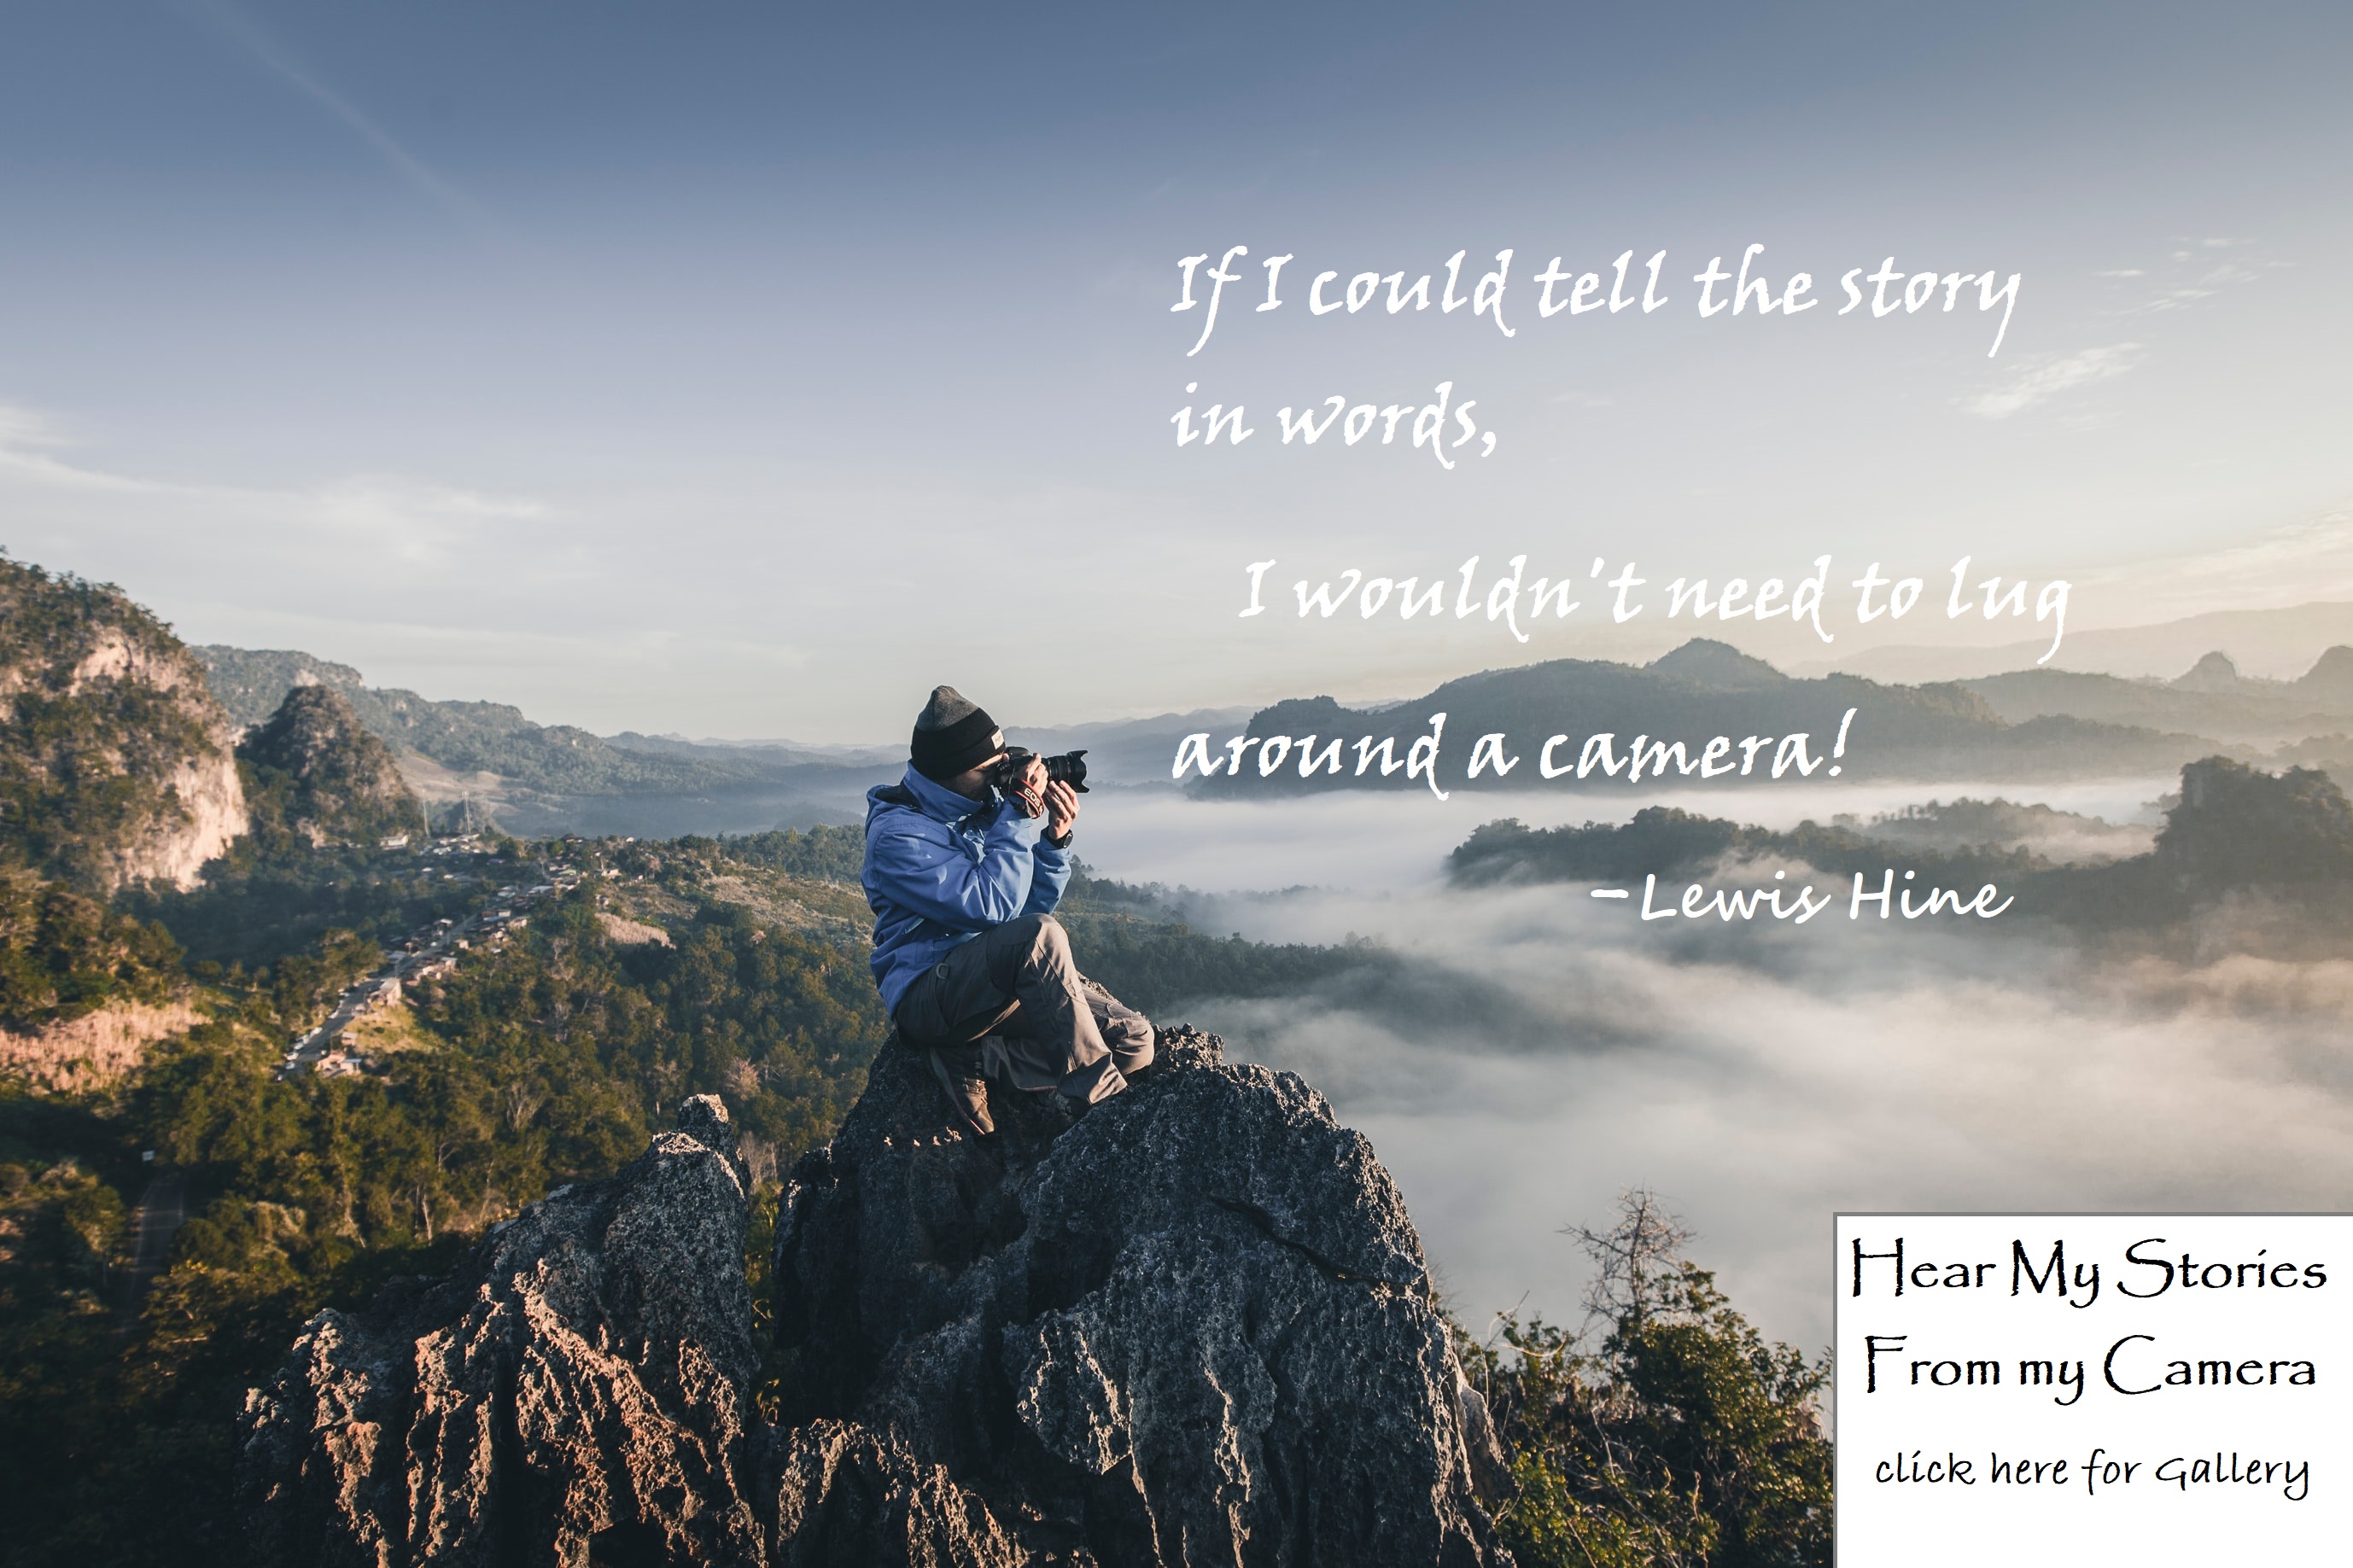 If I could tell the story
in words,
I wouldn't need to lug
around a camera!
-Lewis Hine
EOS
Hear My Stories
From my Camera
click here for Gallery